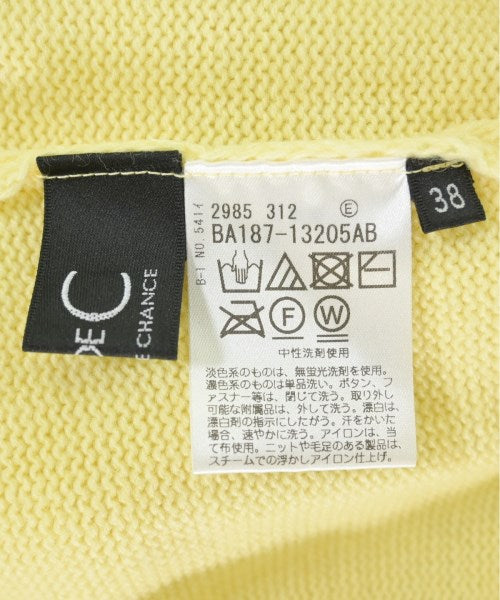 DEC
E CHANCE
B-1 NO.5411
2985 312 E
BA187-13205AB
F W
中性洗剤使用
淡色系のものは、無蛍光洗剤を使用。
濃色系のものは単品洗い。ボタン、フ
ァスナー等は、閉じて洗う。取り外し
可能な附属品は、外して洗う。漂白は、
漂白剤の指示にしたがう。汗をかいた
場合、速やかに洗う。アイロンは、当
て布使用。ニットや毛足のある製品は、
スチームでの浮かしアイロン仕上げ。
38